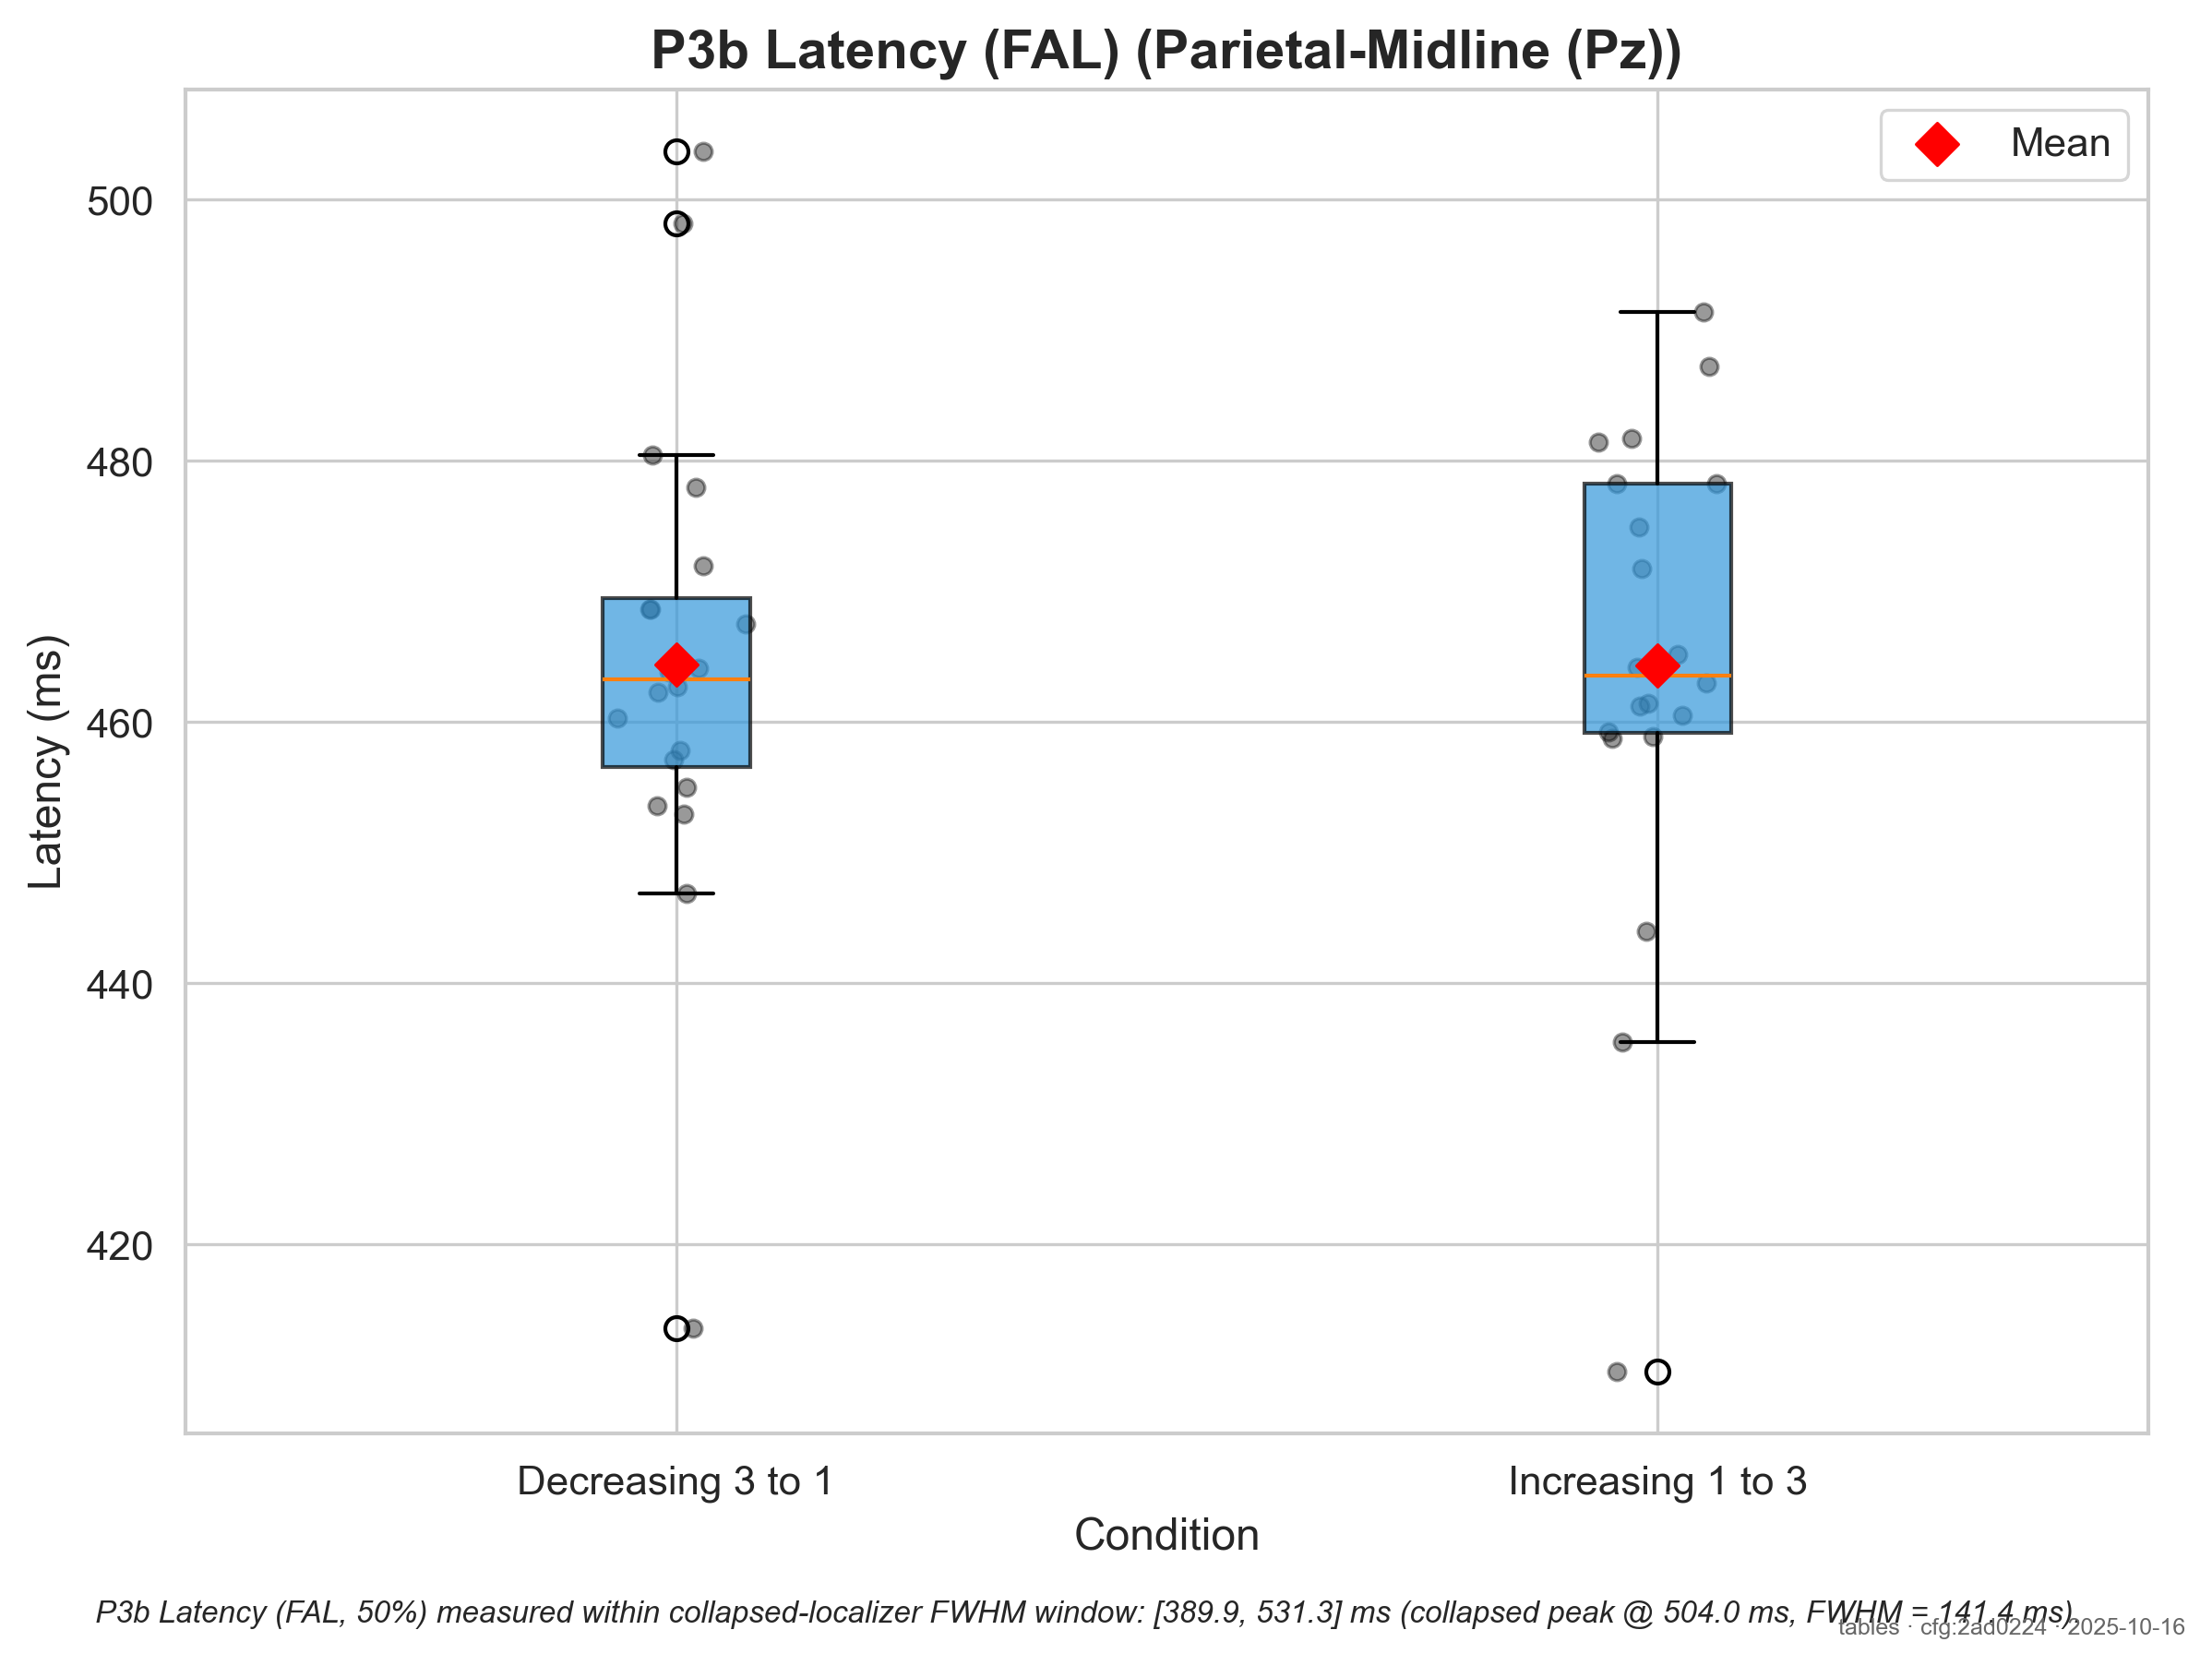 P3b Latency (FAL) (Parietal-Midline (Pz))
Mean
500
480
460
440
420
Latency (ms)
Decreasing 3 to 1
Increasing 1 to 3
Condition
P3b Latency (FAL, 50%) measured within collapsed-localizer FWHM window: [389.9, 531.3] ms (collapsed peak @ 504.0 ms, FWHM = 141.4 ms).
tables · cfg:2ad0224 · 2025-10-16